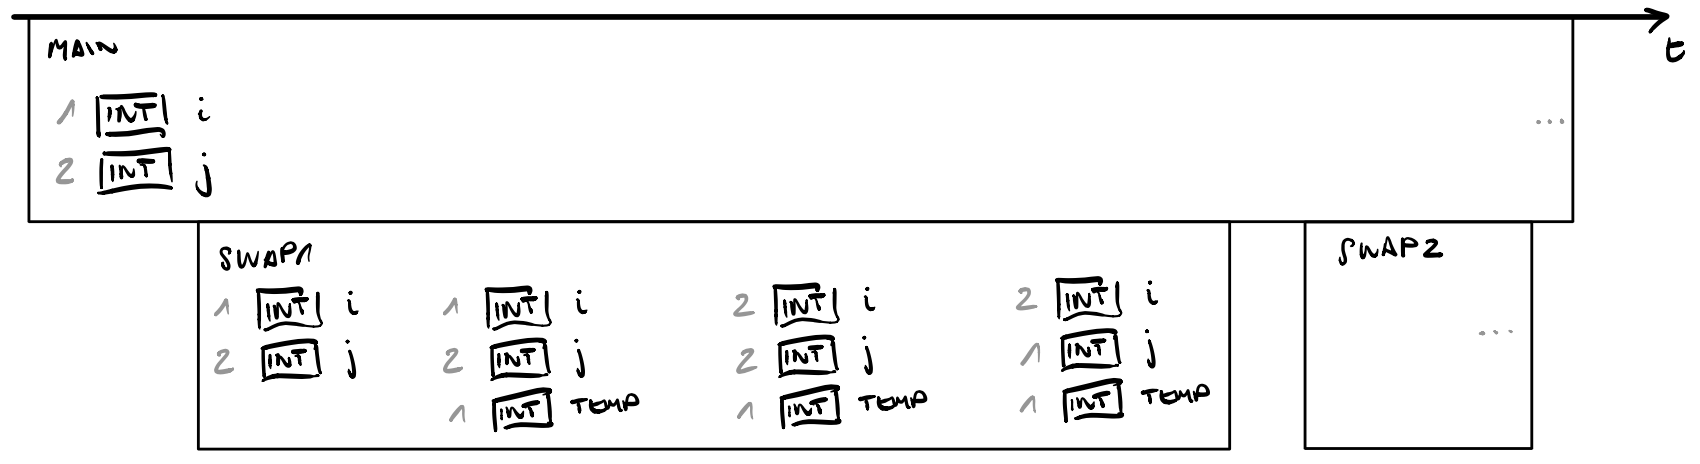 t
MAIN
1 INT i
2 INT j
...
SWAP1
1 INT i 1 INT i 2 INT i 2 INT i
2 INT j 2 INT j 2 INT j 1 INT j
1 INT TEMP 1 INT TEMP 1 INT TEMP
SWAP2
...